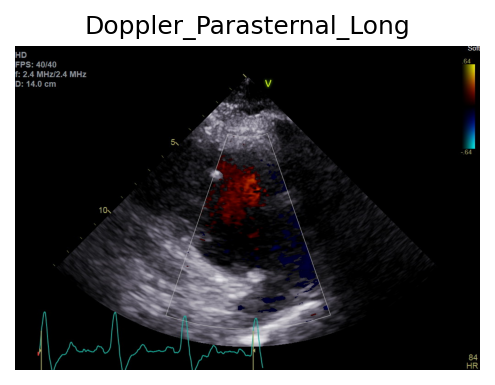 Doppler_Parasternal_Long
HD
FPS: 40/40
f: 2.4 MHz/2.4 MHz
D: 14.0 cm
V
64
-.64
5
10
84
HR